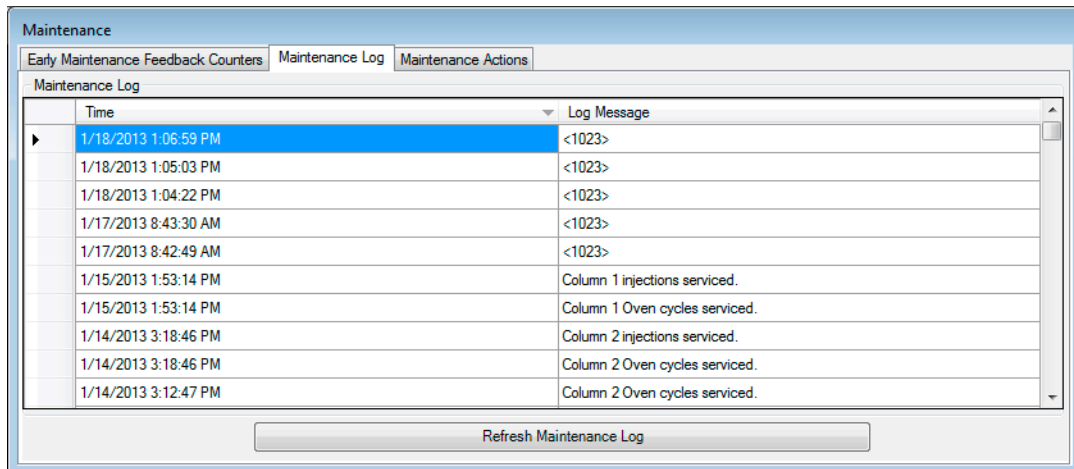 Maintenance
Early Maintenance Feedback Counters Maintenance Log Maintenance Actions
Maintenance Log
Time Log Message
1/18/2013 1:06:59 PM <1023>
1/18/2013 1:05:03 PM <1023>
1/18/2013 1:04:22 PM <1023>
1/17/2013 8:43:30 AM <1023>
1/17/2013 8:42:49 AM <1023>
1/15/2013 1:53:14 PM Column 1 injections serviced.
1/15/2013 1:53:14 PM Column 1 Oven cycles serviced.
1/14/2013 3:18:46 PM Column 2 injections serviced.
1/14/2013 3:18:46 PM Column 2 Oven cycles serviced.
1/14/2013 3:12:47 PM Column 2 Oven cycles serviced.
Refresh Maintenance Log